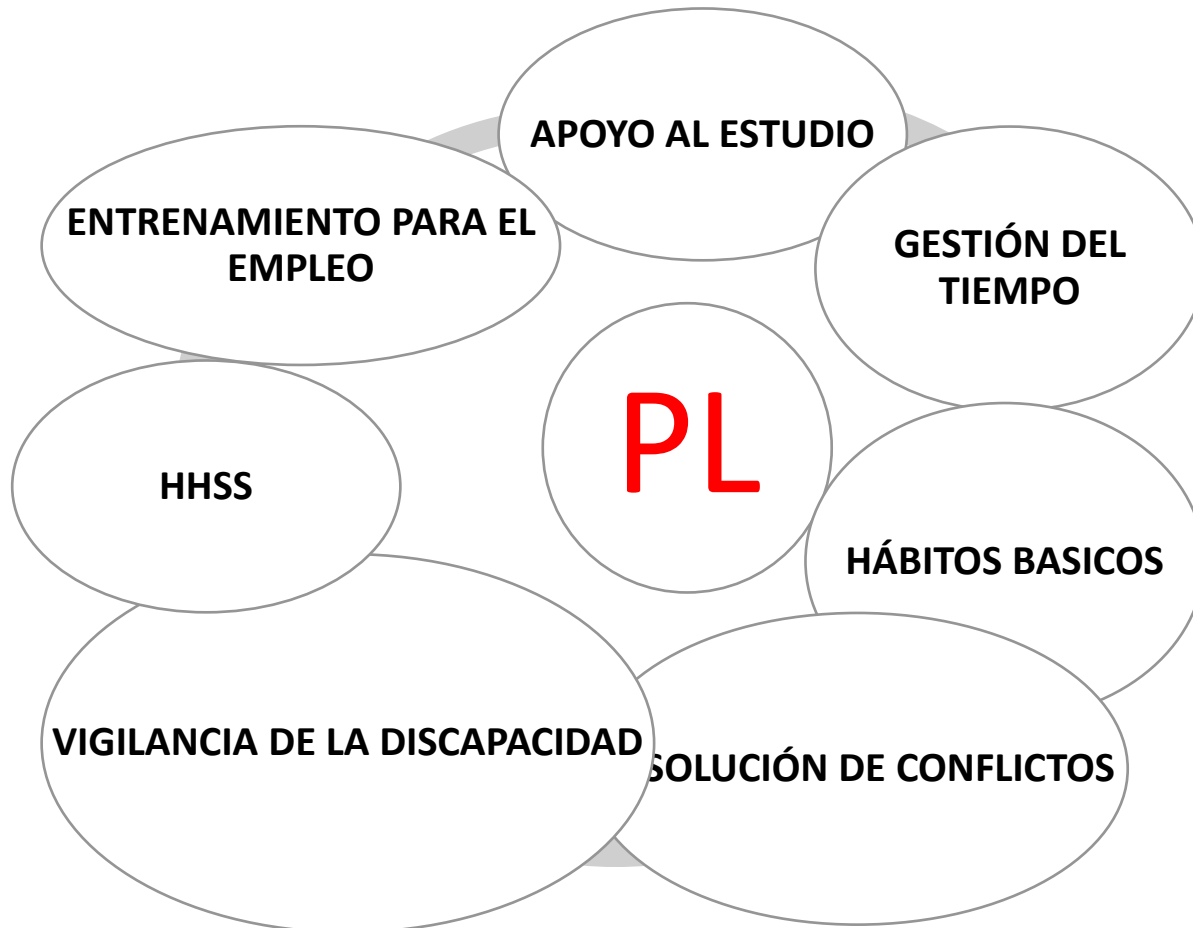 APOYO AL ESTUDIO
ENTRENAMIENTO PARA EL
EMPLEO
GESTIÓN DEL
TIEMPO
PL
HHSS
HÁBITOS BASICOS
VIGILANCIA DE LA DISCAPACIDAD
SOLUCIÓN DE CONFLICTOS